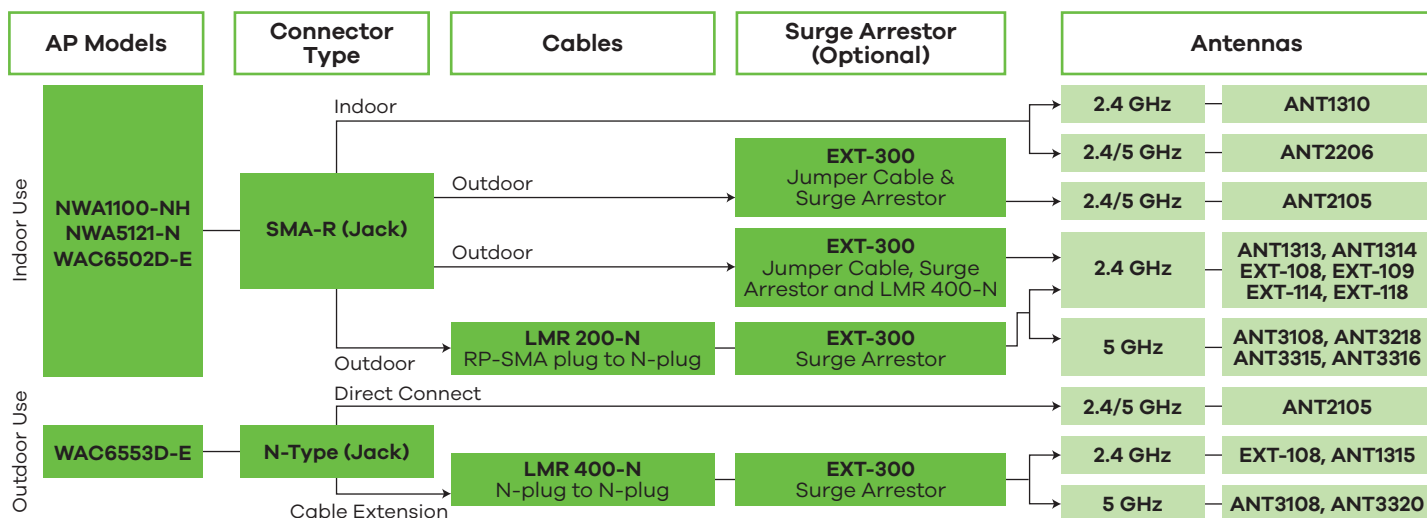 AP Models
Connector
Type
Cables
Surge Arrestor
(Optional)
Antennas
Indoor Use
NWA1100-NH
NWA5121-N
WAC6502D-E
SMA-R (Jack)
Indoor
2.4 GHz
ANT1310
2.4/5 GHz
ANT2206
Outdoor
EXT-300
Jumper Cable &
Surge Arrestor
2.4/5 GHz
ANT2105
Outdoor
EXT-300
Jumper Cable, Surge
Arrestor and LMR 400-N
2.4 GHz
ANT1313, ANT1314
EXT-108, EXT-109
EXT-114, EXT-118
Outdoor
LMR 200-N
RP-SMA plug to N-plug
EXT-300
Surge Arrestor
5 GHz
ANT3108, ANT3218
ANT3315, ANT3316
Outdoor Use
WAC6553D-E
N-Type (Jack)
Direct Connect
2.4/5 GHz
ANT2105
Cable Extension
LMR 400-N
N-plug to N-plug
EXT-300
Surge Arrestor
2.4 GHz
EXT-108, ANT1315
5 GHz
ANT3108, ANT3320